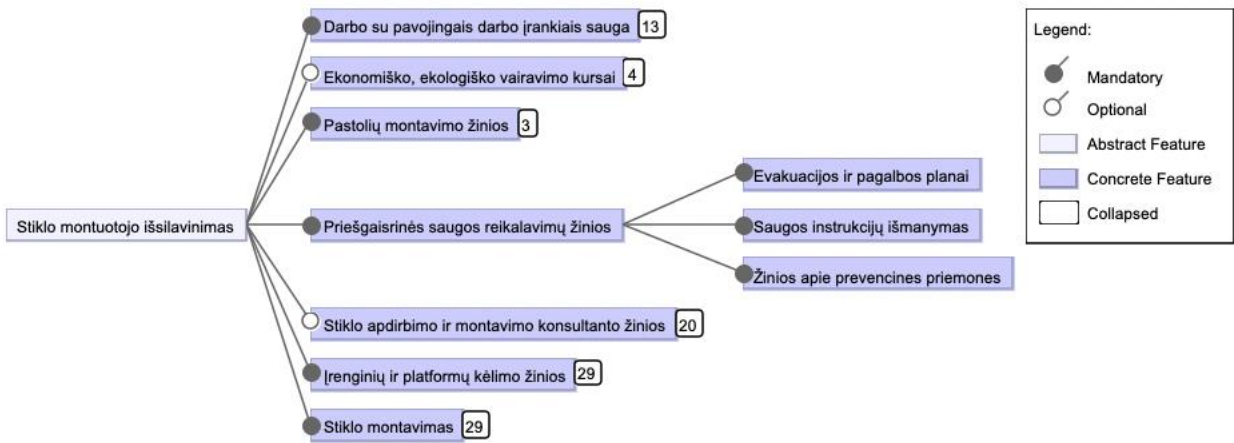 Darbo su pavojingais darbo įrankiais sauga 13
Ekonomiško, ekologiško vairavimo kursai 4
Pastolių montavimo žinios 3
Stiklo montuotojo išsilavinimas
Priešgaisrinės saugos reikalavimų žinios
Evakuacijos ir pagalbos planai
Saugos instrukcijų išmanymas
Žinios apie prevencines priemones
Stiklo apdirbimo ir montavimo konsultanto žinios 20
Įrenginių ir platformų kėlimo žinios 29
Stiklo montavimas 29
Legend:
Mandatory
Optional
Abstract Feature
Concrete Feature
Collapsed